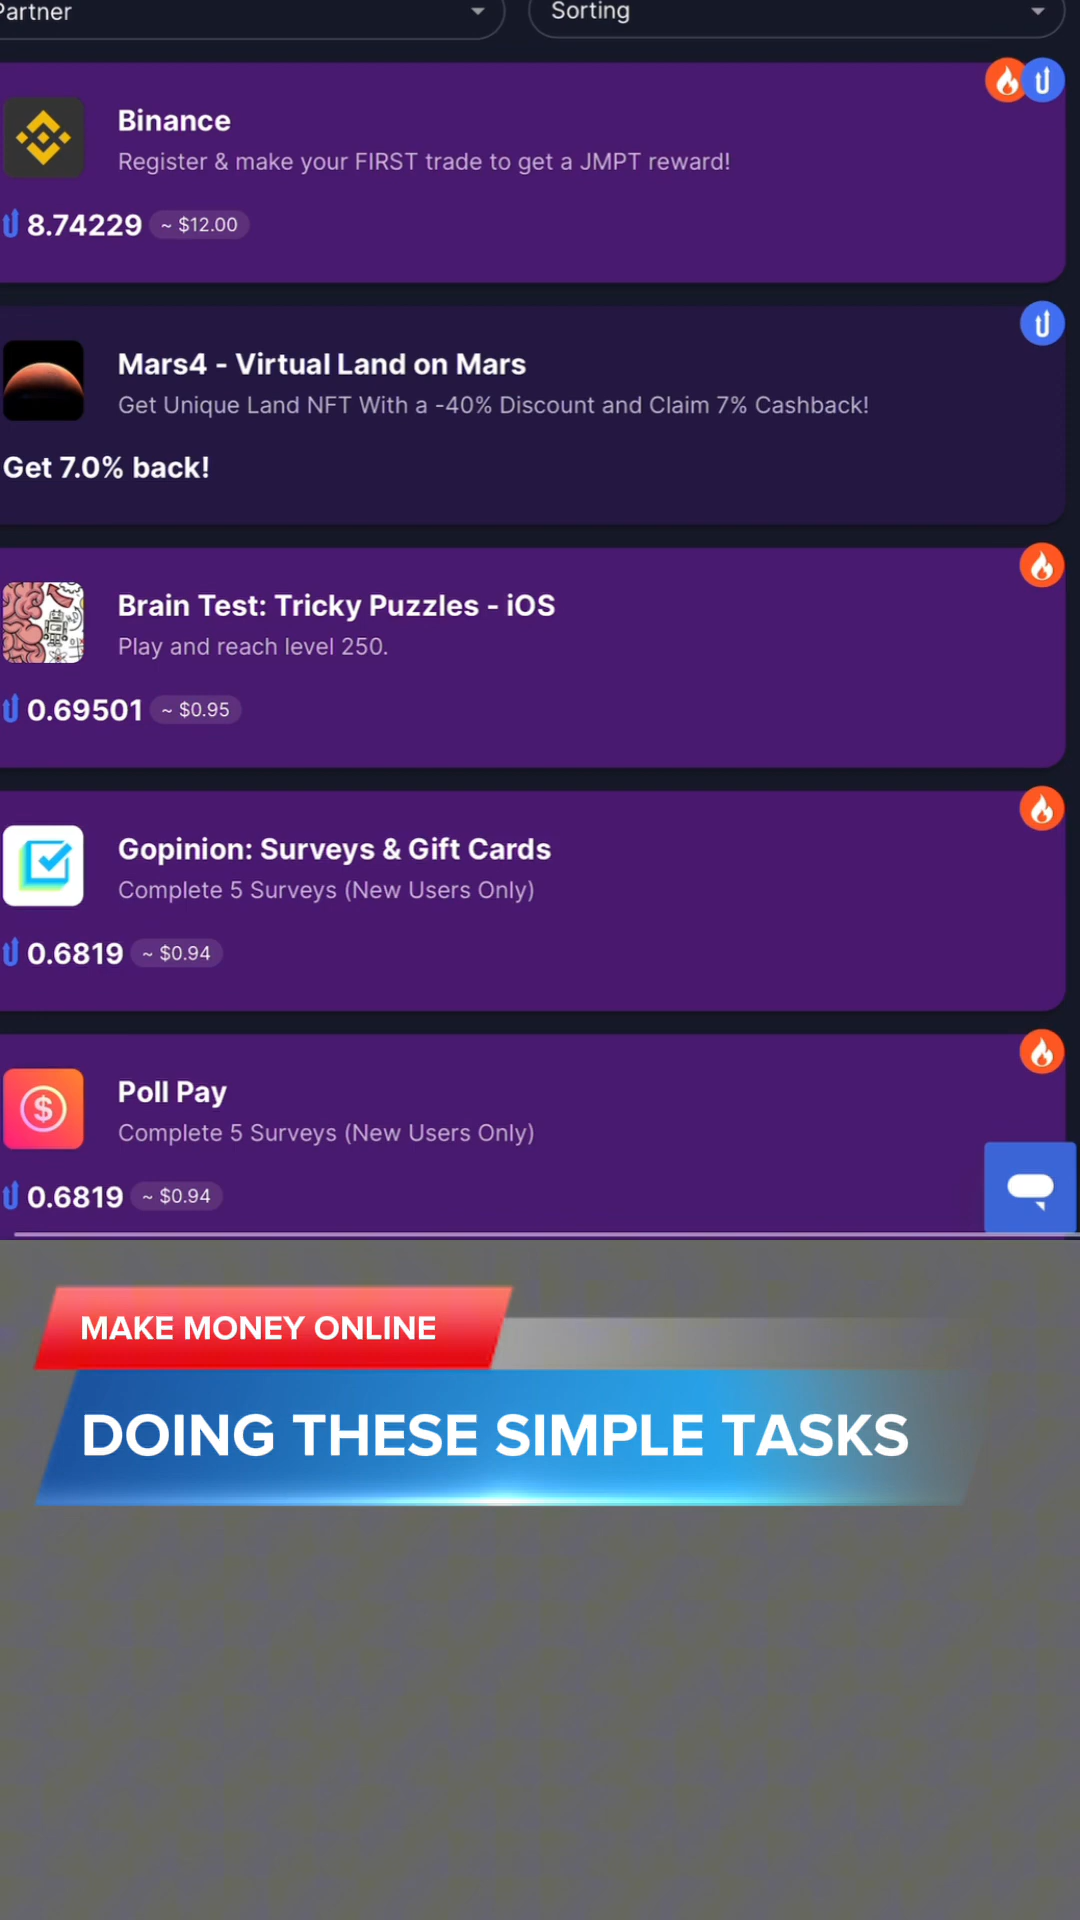 Partner
Sorting
Binance
Register & make your FIRST trade to get a JMPT reward!
8.74229 ~ $12.00
Mars4 - Virtual Land on Mars
Get Unique Land NFT With a -40% Discount and Claim 7% Cashback!
Get 7.0% back!
Brain Test: Tricky Puzzles - iOS
Play and reach level 250.
0.69501 ~ $0.95
Gopinion: Surveys & Gift Cards
Complete 5 Surveys (New Users Only)
0.6819 ~ $0.94
Poll Pay
Complete 5 Surveys (New Users Only)
0.6819 ~ $0.94
MAKE MONEY ONLINE
DOING THESE SIMPLE TASKS